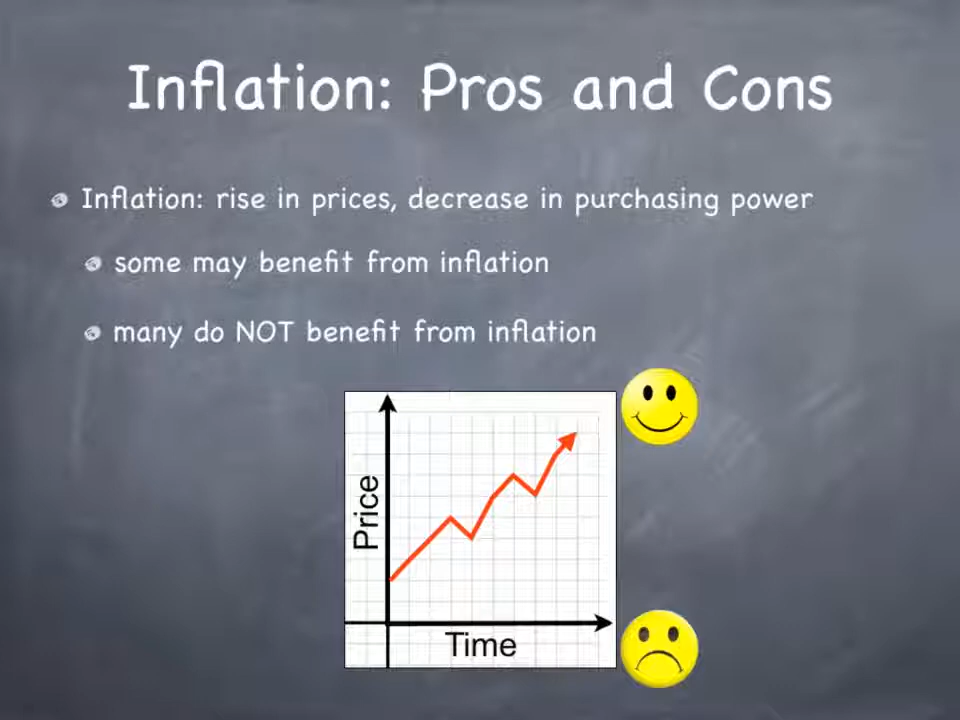 Inflation: Pros and Cons
Inflation: rise in prices, decrease in purchasing power
some may benefit from inflation
many do NOT benefit from inflation
Price
Time